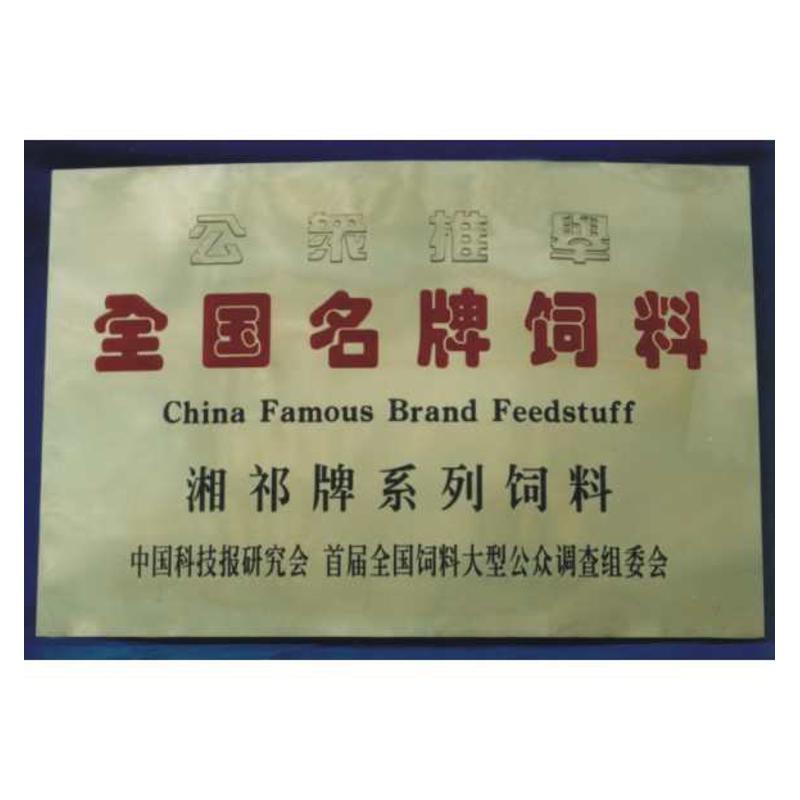 公众推举
全国名牌饲料
China Famous Brand Feedstuff
湘祁牌系列饲料
中国科技报研究会 首届全国饲料大型公众调查组委会